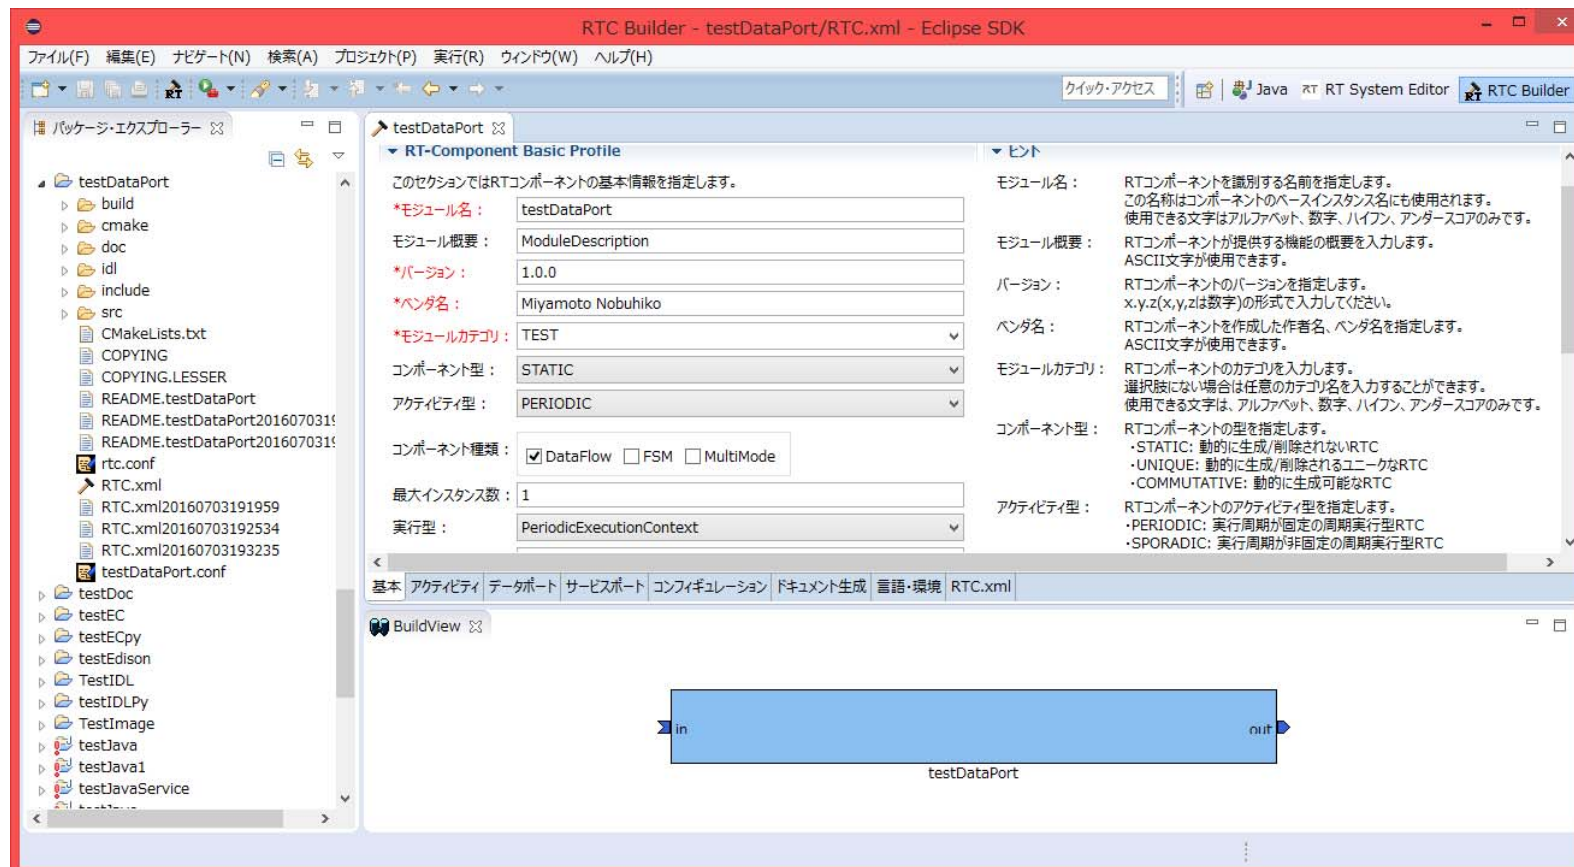 RTC Builder - testDataPort/RTC.xml - Eclipse SDK
ファイル(F) 編集(E) ナビゲート(N) 検索(A) プロジェクト(P) 実行(R) ウィンドウ(W) ヘルプ(H)
クイック・アクセス
Java
RT System Editor
RTC Builder
パッケージ・エクスプローラー
testDataPort
build
cmake
doc
idl
include
src
CMakeLists.txt
COPYING
COPYING.LESSER
README.testDataPort
README.testDataPort2016070319
README.testDataPort2016070319
rtc.conf
RTC.xml
RTC.xml20160703191959
RTC.xml20160703192534
RTC.xml20160703193235
testDataPort.conf
testDoc
testEC
testECpy
testEdison
TestIDL
testIDLPy
TestImage
testJava
testJava1
testJavaService
testDataPort
RT-Component Basic Profile
このセクションではRTコンポーネントの基本情報を指定します。
*モジュール名： testDataPort
モジュール概要： ModuleDescription
*バージョン： 1.0.0
*ベンダ名： Miyamoto Nobuhiko
*モジュールカテゴリ： TEST
コンポーネント型： STATIC
アクティビティ型： PERIODIC
コンポーネント種類： DataFlow FSM MultiMode
最大インスタンス数： 1
実行型： PeriodicExecutionContext
ヒント
モジュール名： RTコンポーネントを識別する名前を指定します。
この名称はコンポーネントのベースインスタンス名にも使用されます。
使用できる文字はアルファベット、数字、ハイフン、アンダースコアのみです。
モジュール概要： RTコンポーネントが提供する機能の概要を入力します。
ASCII文字が使用できます。
バージョン： RTコンポーネントのバージョンを指定します。
x.y.z(x,y,zは数字)の形式で入力してください。
ベンダ名： RTコンポーネントを作成した作者名、ベンダ名を指定します。
ASCII文字が使用できます。
モジュールカテゴリ： RTコンポーネントのカテゴリを入力します。
選択肢にない場合は任意のカテゴリ名を入力することができます。
使用できる文字は、アルファベット、数字、ハイフン、アンダースコアのみです。
コンポーネント型： RTコンポーネントの型を指定します。
・STATIC: 動的に生成/削除されないRTC
・UNIQUE: 動的に生成/削除されるユニークなRTC
・COMMUTATIVE: 動的に生成可能なRTC
アクティビティ型： RTコンポーネントのアクティビティ型を指定します。
・PERIODIC: 実行周期が固定の周期実行型RTC
・SPORADIC: 実行周期が非固定の周期実行型RTC
基本 アクティビティ データポート サービスポート コンフィギュレーション ドキュメント生成 言語・環境 RTC.xml
BuildView
in
out
testDataPort